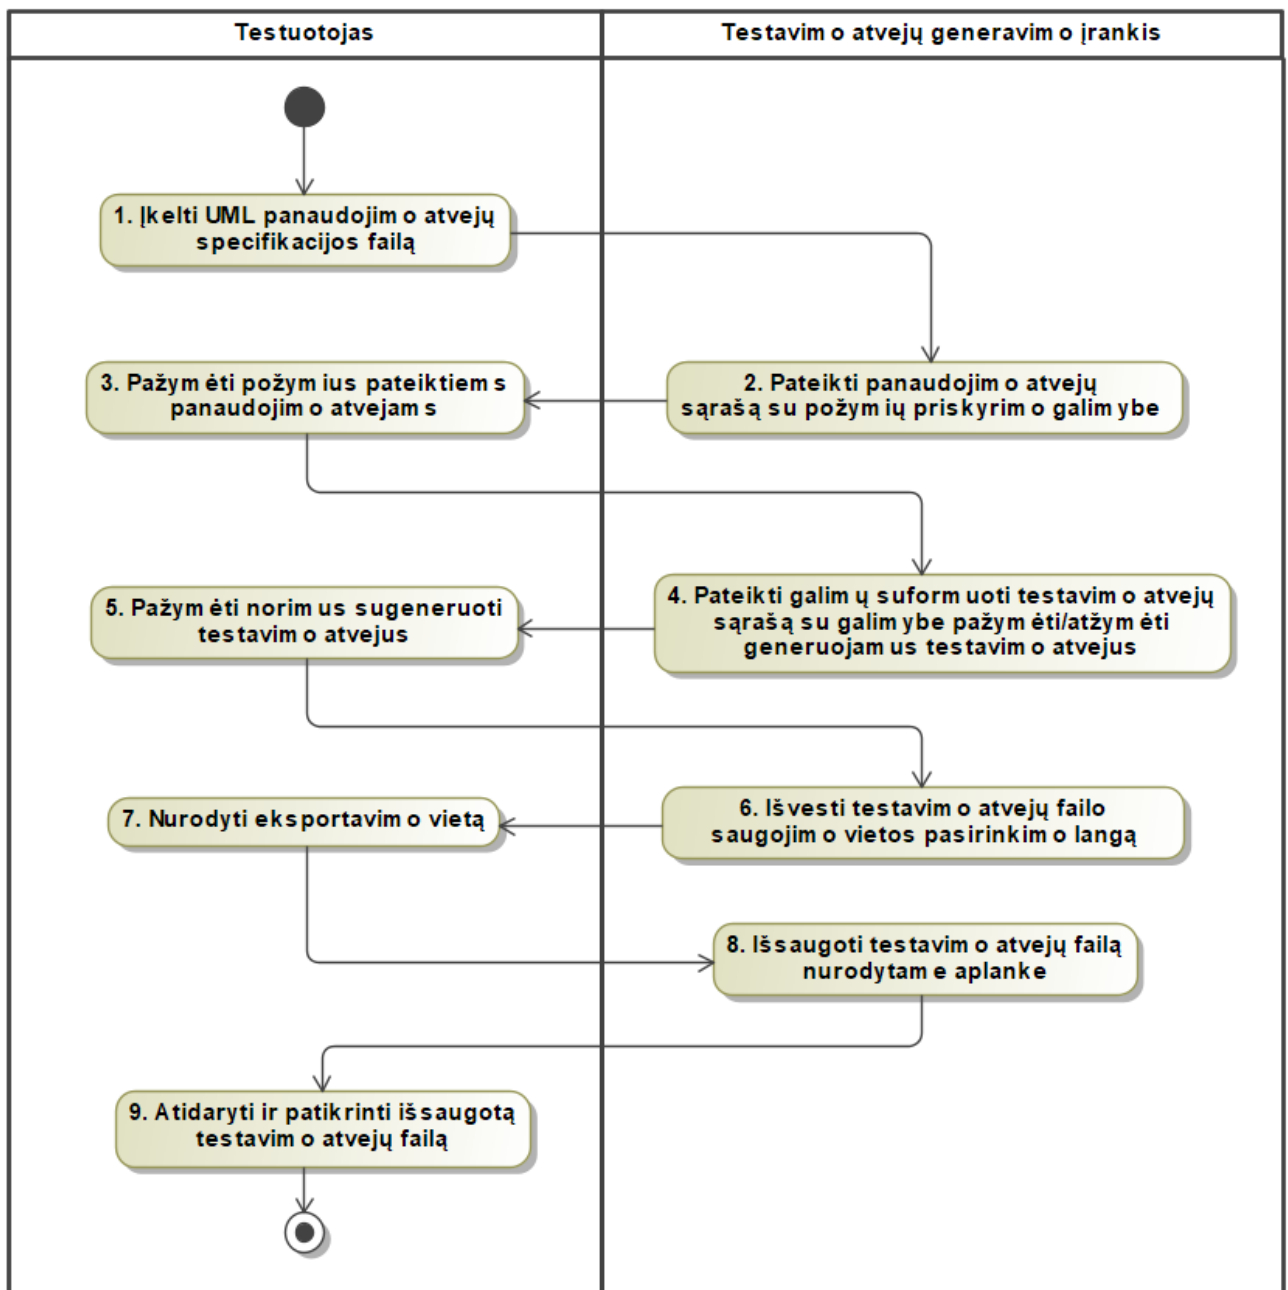 Testuotojas
Testavimo atvejų generavimo įrankis
1. Įkelti UML panaudojimo atvejų
specifikacijos failą
2. Pateikti panaudojimo atvejų
sąrašą su požymių priskyrimo galimybe
3. Pažymėti požymius pateiktiems
panaudojimo atvejams
4. Pateikti galimų suformuoti testavimo atvejų
sąrašą su galimybe pažymėti/atžymėti
generuojamus testavimo atvejus
5. Pažymėti norimus sugeneruoti
testavimo atvejus
6. Išvesti testavimo atvejų failo
saugojimo vietos pasirinkimo langą
7. Nurodyti eksportavimo vietą
8. Išsaugoti testavimo atvejų failą
nurodytame aplanke
9. Atidaryti ir patikrinti išsaugotą
testavimo atvejų failą